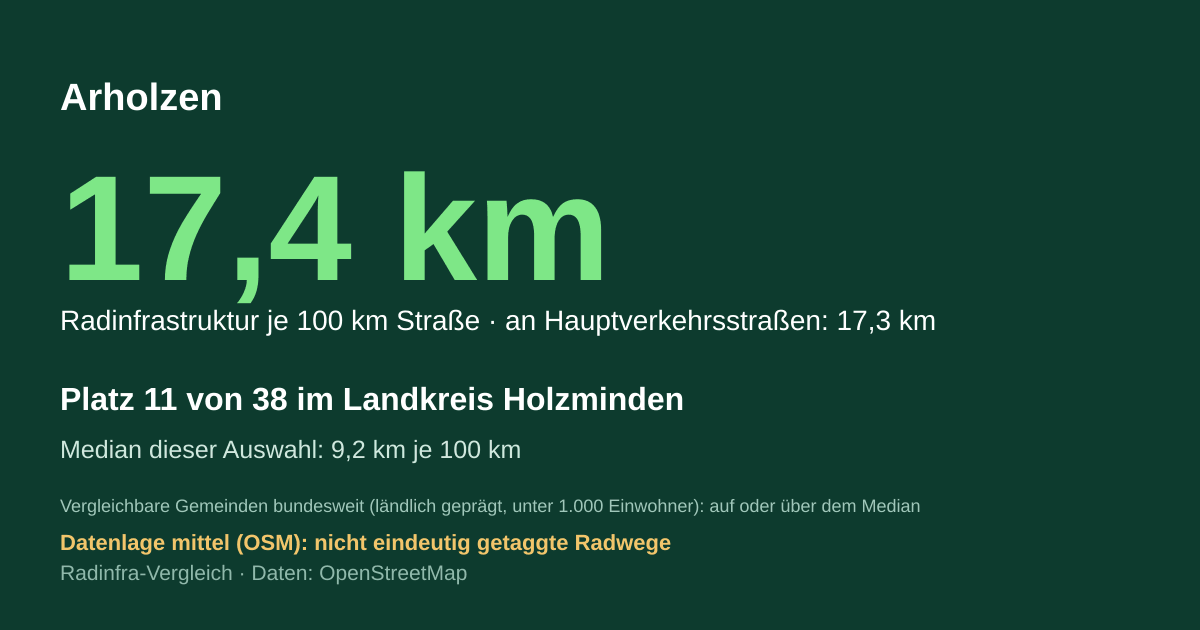 Arholzen
17,4 km
Radinfrastruktur je 100 km Straße · an Hauptverkehrsstraßen: 17,3 km
Platz 11 von 38 im Landkreis Holzminden
Median dieser Auswahl: 9,2 km je 100 km
Vergleichbare Gemeinden bundesweit (ländlich geprägt, unter 1.000 Einwohner): auf oder über dem Median
Datenlage mittel (OSM): nicht eindeutig getaggte Radwege
Radinfra-Vergleich · Daten: OpenStreetMap